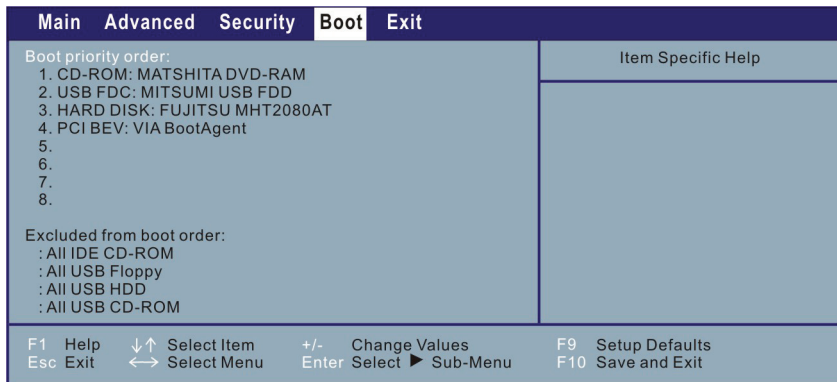 Main Advanced Security Boot Exit
Boot priority order:
1. CD-ROM: MATSHITA DVD-RAM
2. USB FDC: MITSUMI USB FDD
3. HARD DISK: FUJITSU MHT2080AT
4. PCI BEV: VIA BootAgent
5.
6.
7.
8.
Excluded from boot order:
: All IDE CD-ROM
: All USB Floppy
: All USB HDD
: All USB CD-ROM
Item Specific Help
F1 Help ↓↑ Select Item +/- Change Values F9 Setup Defaults
Esc Exit ↔ Select Menu Enter Select ▶ Sub-Menu F10 Save and Exit